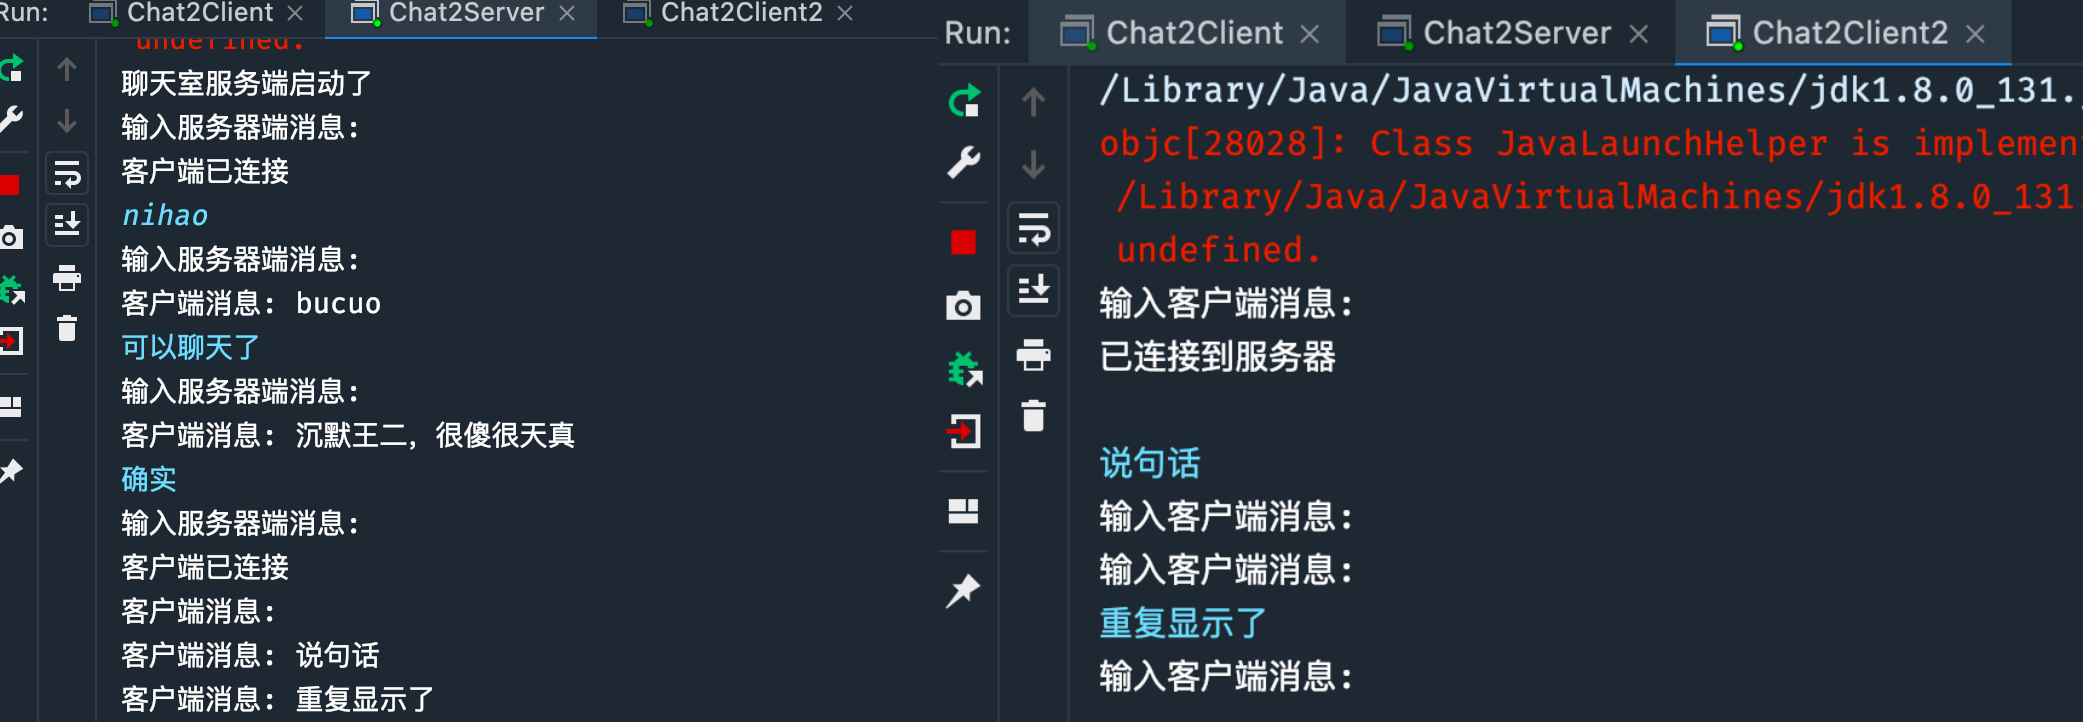 Run: Chat2Client × Chat2Server × Chat2Client2 ×
undefined.
聊天室服务端启动了
输入服务器端消息:
客户端已连接
nihao
输入服务器端消息:
客户端消息: bucuo
可以聊天了
输入服务器端消息:
客户端消息: 沉默王二，很傻很天真
确实
输入服务器端消息:
客户端已连接
客户端消息:
客户端消息: 说句话
客户端消息: 重复显示了
Run: Chat2Client × Chat2Server × Chat2Client2 ×
/Library/Java/JavaVirtualMachines/jdk1.8.0_131.
objc[28028]: Class JavaLaunchHelper is implemen
/Library/Java/JavaVirtualMachines/jdk1.8.0_131.
undefined.
输入客户端消息:
已连接到服务器
说句话
输入客户端消息:
输入客户端消息:
重复显示了
输入客户端消息: